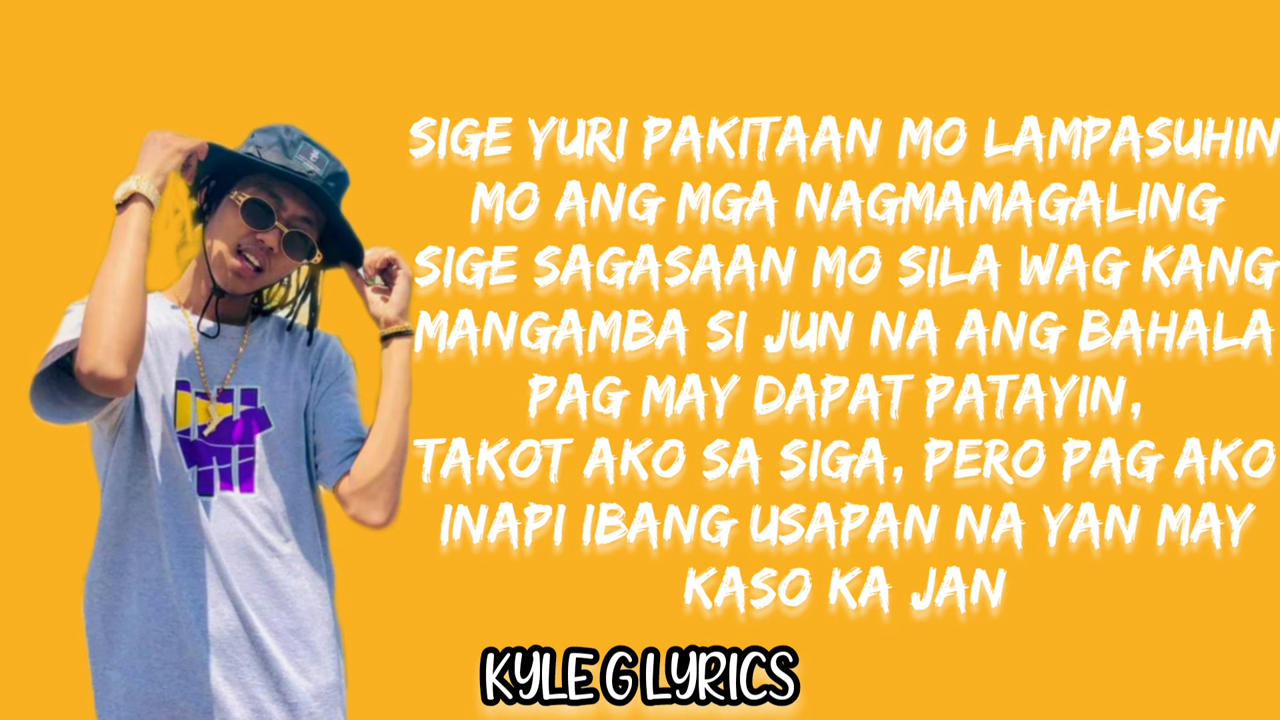 SIGE YURI PAKITAAN MO LAMPASUHIN
MO ANG MGA NAGMAMAGALING
SIGE SAGASAAN MO SILA WAG KANG
MANGAMBA SI JUN NA ANG BAHALA
PAG MAY DAPAT PATAYIN,
TAKOT AKO SA SIGA, PERO PAG AKO
INAPI IBANG USAPAN NA YAN MAY
KASO KA JAN
KYLE G LYRICS